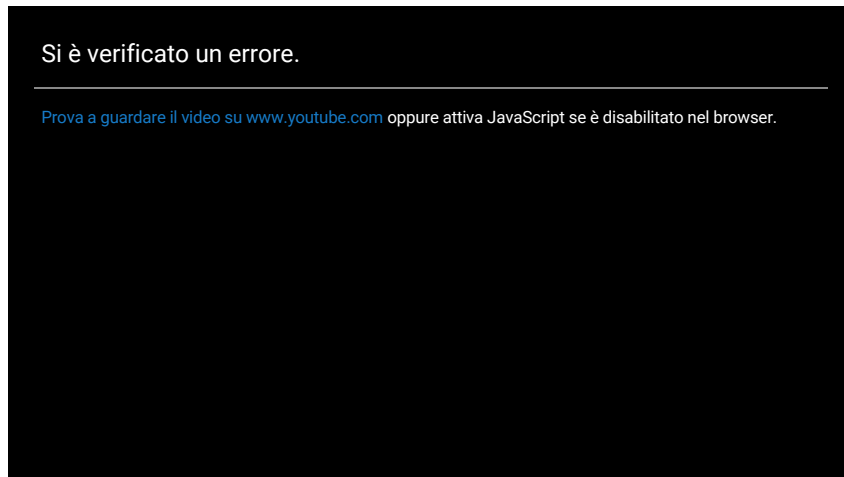 Si è verificato un errore.
Prova a guardare il video su www.youtube.com oppure attiva JavaScript se è disabilitato nel browser.